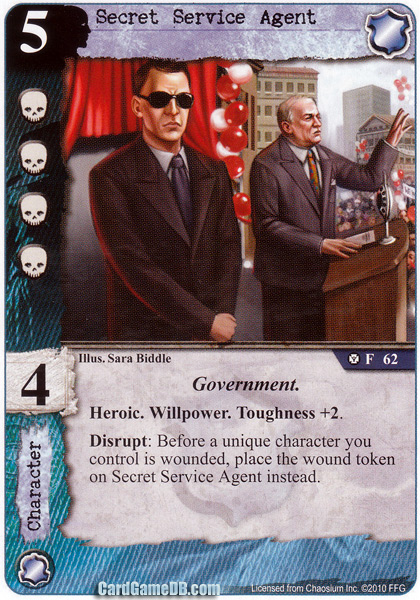 5
Secret Service Agent
Illus. Sara Biddle
F 62
4
Government.
Heroic. Willpower. Toughness +2.
Disrupt: Before a unique character you
control is wounded, place the wound token
on Secret Service Agent instead.
Character
CardGameDB.com
Licensed from Chaosium Inc. ©2010 FFG